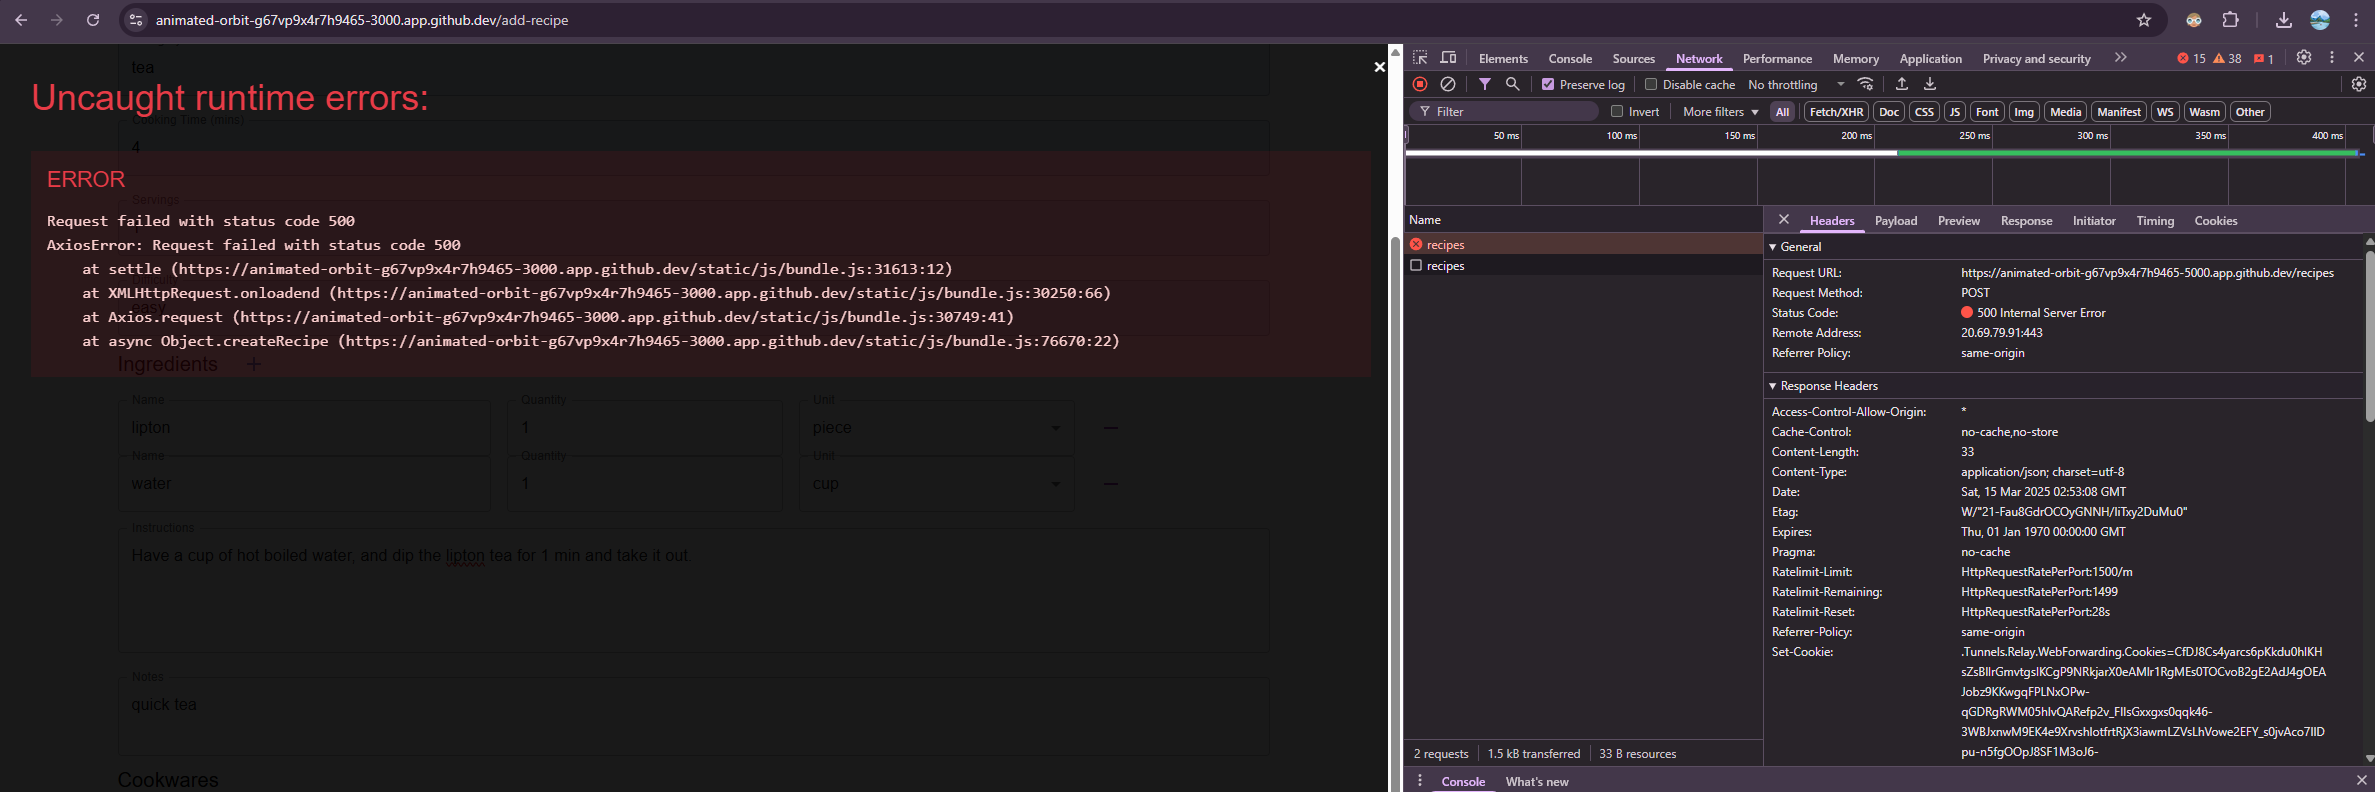 animated-orbit-g67vp9x4r7h9465-3000.app.github.dev/add-recipe
tea
Uncaught runtime errors:
Cooking Time (mins)
4
ERROR
Servings
Request failed with status code 500
AxiosError: Request failed with status code 500
at settle (https://animated-orbit-g67vp9x4r7h9465-3000.app.github.dev/static/js/bundle.js:31613:12)
at XMLHttpRequest.onloadend (https://animated-orbit-g67vp9x4r7h9465-3000.app.github.dev/static/js/bundle.js:30250:66)
easy
at Axios.request (https://animated-orbit-g67vp9x4r7h9465-3000.app.github.dev/static/js/bundle.js:30749:41)
at async Object.createRecipe (https://animated-orbit-g67vp9x4r7h9465-3000.app.github.dev/static/js/bundle.js:76670:22)
Ingredients +
Name Quantity Unit
lipton 1 piece
Name Quantity Unit
water 1 cup
Instructions
Have a cup of hot boiled water, and dip the lipton tea for 1 min and take it out.
Notes
quick tea
Cookwares
Elements Console Sources Network Performance Memory Application Privacy and security 15 38 1
Preserve log Disable cache No throttling
Filter Invert More filters All Fetch/XHR Doc CSS JS Font Img Media Manifest WS Wasm Other
50 ms 100 ms 150 ms 200 ms 250 ms 300 ms 350 ms 400 ms
Name
recipes
recipes
Headers Payload Preview Response Initiator Timing Cookies
General
Request URL: https://animated-orbit-g67vp9x4r7h9465-5000.app.github.dev/recipes
Request Method: POST
Status Code: 500 Internal Server Error
Remote Address: 20.69.79.91:443
Referrer Policy: same-origin
Response Headers
Access-Control-Allow-Origin: *
Cache-Control: no-cache,no-store
Content-Length: 33
Content-Type: application/json; charset=utf-8
Date: Sat, 15 Mar 2025 02:53:08 GMT
Etag: W/"21-Fau8GdrOCOyGNNH/IiTxy2DuMu0"
Expires: Thu, 01 Jan 1970 00:00:00 GMT
Pragma: no-cache
Ratelimit-Limit: HttpRequestRatePerPort:1500/m
Ratelimit-Remaining: HttpRequestRatePerPort:1499
Ratelimit-Reset: HttpRequestRatePerPort:28s
Referrer-Policy: same-origin
Set-Cookie: .Tunnels.Relay.WebForwarding.Cookies=CfDJ8Cs4yarcs6pKkdu0hlKH
sZsBIlrGmvtgslKCgP9NRkjarX0eAMIr1RgMEs0TOCvoB2gE2AdJ4gOEA
Jobz9KKwgqFPLNxOPw-
qGDRgRWM05hIvQARefp2v_FIlsGxxgxs0qqk46-
3WBJxnwM9EK4e9XrvshIotfrtRjX3iawmLZVsLhVowe2EFY_s0jvAco7IID
pu-n5fgOOpJ8SF1M3oJ6-
2 requests 1.5 kB transferred 33 B resources
Console What's new